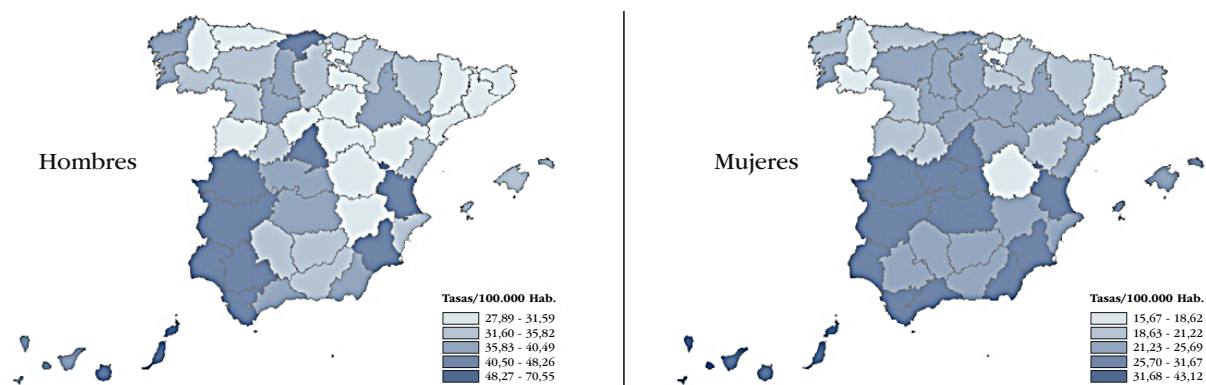 Hombres
Tasas/100.000 Hab.
27,89 - 31,59
31,60 - 35,82
35,83 - 40,49
40,50 - 48,26
48,27 - 70,55
Mujeres
Tasas/100.000 Hab.
15,67 - 18,62
18,63 - 21,22
21,23 - 25,69
25,70 - 31,67
31,68 - 43,12